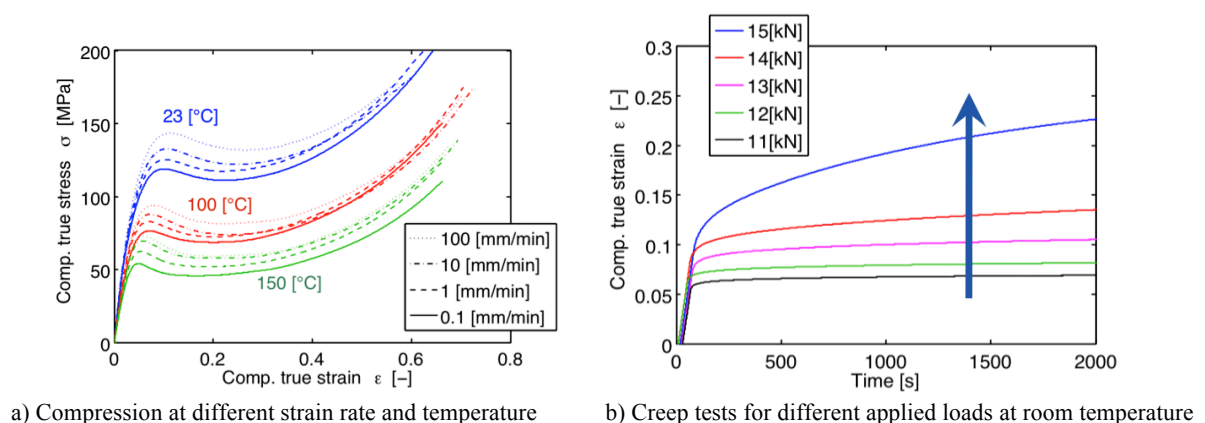 200
150
100
50
0
Comp. true stress σ [MPa]
23 [°C]
100 [°C]
150 [°C]
100 [mm/min]
10 [mm/min]
1 [mm/min]
0.1 [mm/min]
0 0.2 0.4 0.6 0.8
Comp. true strain ε [–]
a) Compression at different strain rate and temperature
15[kN]
14[kN]
13[kN]
12[kN]
11[kN]
0.3
0.25
0.2
0.15
0.1
0.05
0
Comp. true strain ε [–]
0 500 1000 1500 2000
Time [s]
b) Creep tests for different applied loads at room temperature